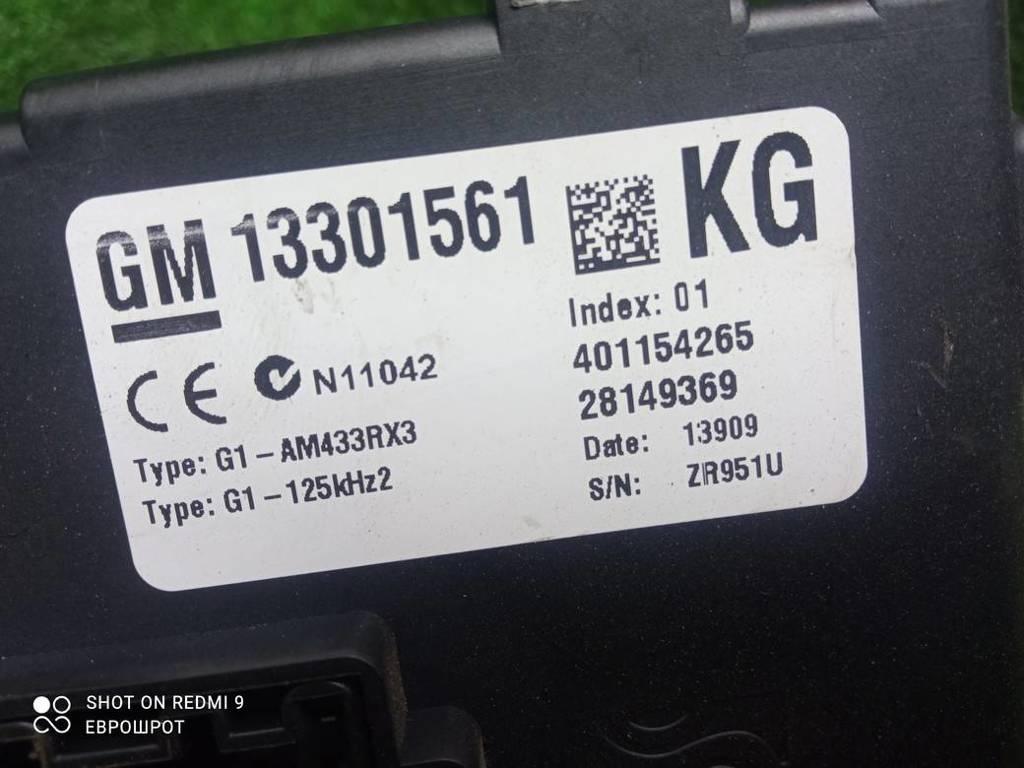 GM 13301561 KG
Index: 01
401154265
28149369
CE N11042
Date: 13909
S/N: ZR951U
Type: G1-AM433RX3
Type: G1-125kHz2
SHOT ON REDMI 9
ЕВРОШРОТ